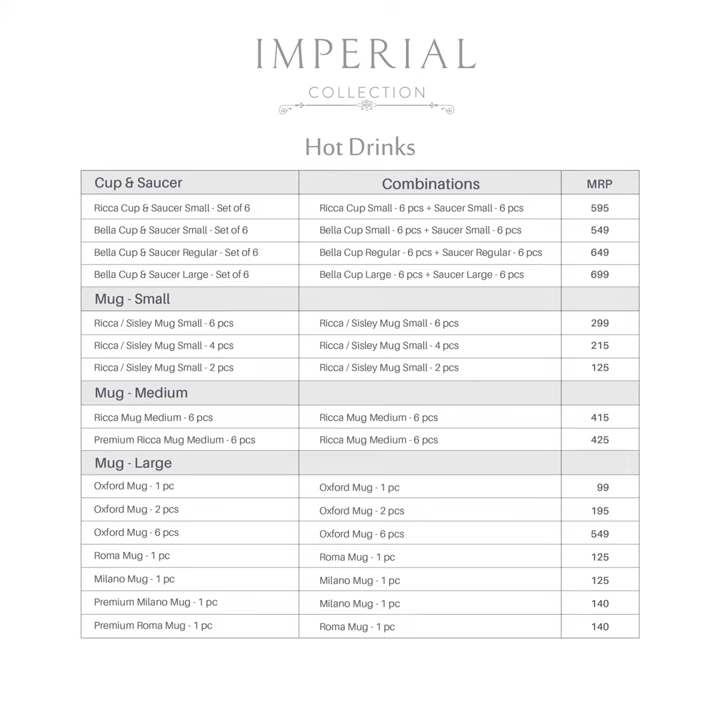 IMPERIAL
COLLECTION
Hot Drinks
Cup & Saucer Combinations MRP
Ricca Cup & Saucer Small - Set of 6 Ricca Cup Small - 6 pcs + Saucer Small - 6 pcs 595
Bella Cup & Saucer Small - Set of 6 Bella Cup Small - 6 pcs + Saucer Small - 6 pcs 549
Bella Cup & Saucer Regular - Set of 6 Bella Cup Regular - 6 pcs + Saucer Regular - 6 pcs 649
Bella Cup & Saucer Large - Set of 6 Bella Cup Large - 6 pcs + Saucer Large - 6 pcs 699
Mug - Small
Ricca / Sisley Mug Small - 6 pcs Ricca / Sisley Mug Small - 6 pcs 299
Ricca / Sisley Mug Small - 4 pcs Ricca / Sisley Mug Small - 4 pcs 215
Ricca / Sisley Mug Small - 2 pcs Ricca / Sisley Mug Small - 2 pcs 125
Mug - Medium
Ricca Mug Medium - 6 pcs Ricca Mug Medium - 6 pcs 415
Premium Ricca Mug Medium - 6 pcs Ricca Mug Medium - 6 pcs 425
Mug - Large
Oxford Mug - 1 pc Oxford Mug - 1 pc 99
Oxford Mug - 2 pcs Oxford Mug - 2 pcs 195
Oxford Mug - 6 pcs Oxford Mug - 6 pcs 549
Roma Mug - 1 pc Roma Mug - 1 pc 125
Milano Mug - 1 pc Milano Mug - 1 pc 125
Premium Milano Mug - 1 pc Milano Mug - 1 pc 140
Premium Roma Mug - 1 pc Roma Mug - 1 pc 140